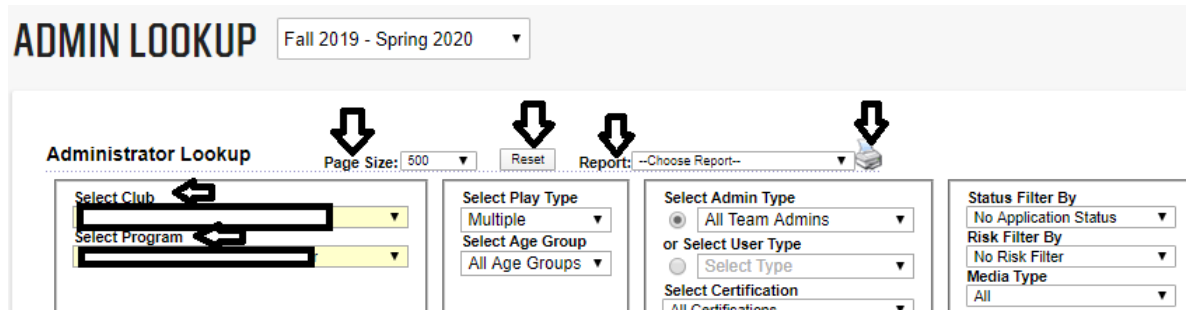 ADMIN LOOKUP Fall 2019 - Spring 2020
Administrator Lookup Page Size: 500 Reset Report: --Choose Report--
Select Club
Select Program
Select Play Type
Multiple
Select Age Group
All Age Groups
Select Admin Type
All Team Admins
or Select User Type
Select Type
Select Certification
All Certifications
Status Filter By
No Application Status
Risk Filter By
No Risk Filter
Media Type
All